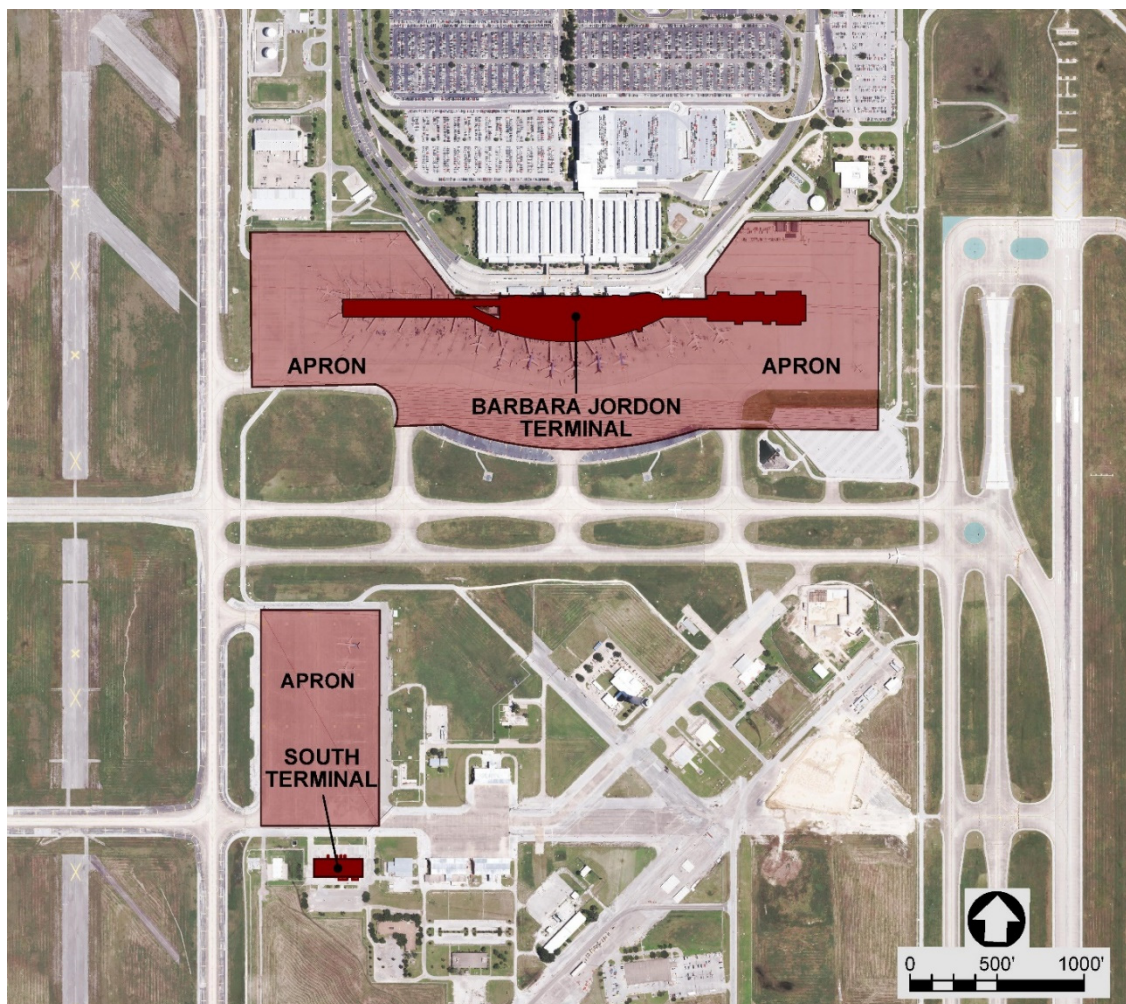 APRON
APRON
BARBARA JORDON
TERMINAL
APRON
SOUTH
TERMINAL
0
500'
1000'